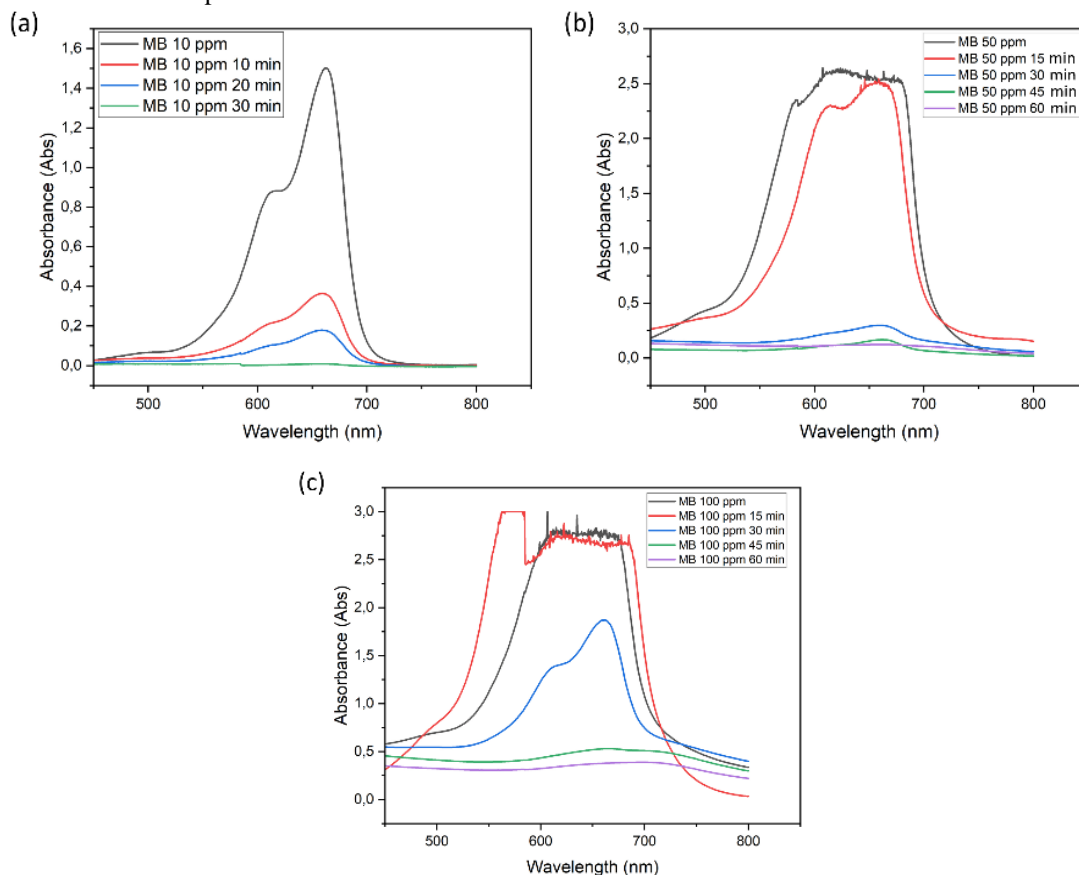 (a)
MB 10 ppm
MB 10 ppm 10 min
MB 10 ppm 20 min
MB 10 ppm 30 min
1,6
1,4
1,2
1,0
0,8
0,6
0,4
0,2
0,0
Absorbance (Abs)
500 600 700 800
Wavelength (nm)
(b)
MB 50 ppm
MB 50 ppm 15 min
MB 50 ppm 30 min
MB 50 ppm 45 min
MB 50 ppm 60 min
3,0
2,5
2,0
1,5
1,0
0,5
0,0
Absorbance (Abs)
500 600 700 800
Wavelength (nm)
(c)
MB 100 ppm
MB 100 ppm 15 min
MB 100 ppm 30 min
MB 100 ppm 45 min
MB 100 ppm 60 min
3,0
2,5
2,0
1,5
1,0
0,5
0,0
Absorbance (Abs)
500 600 700 800
Wavelength (nm)